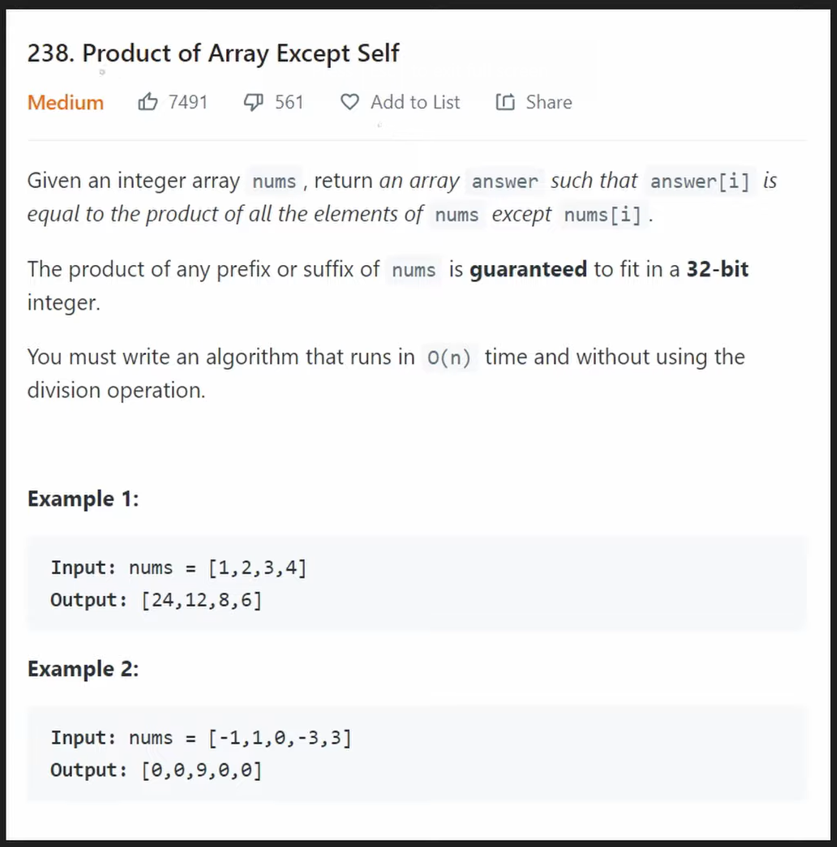 238. Product of Array Except Self
Medium 7491 561 Add to List Share
Given an integer array nums , return an array answer such that answer[i] is
equal to the product of all the elements of nums except nums[i] .
The product of any prefix or suffix of nums is guaranteed to fit in a 32-bit
integer.
You must write an algorithm that runs in O(n) time and without using the
division operation.
Example 1:
Input: nums = [1,2,3,4]
Output: [24,12,8,6]
Example 2:
Input: nums = [-1,1,0,-3,3]
Output: [0,0,9,0,0]